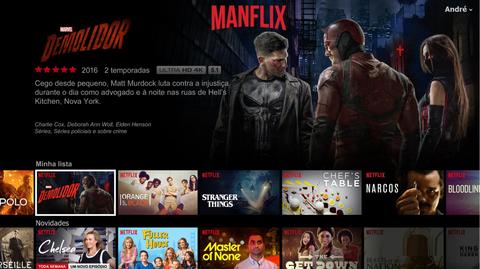 MANFLIX
André
MARVEL
DEMOLIDOR
2016 2 temporadas ULTRA HD 4K 5.1
Cego desde pequeno, Matt Murdock luta contra a injustiça
durante o dia como advogado e à noite nas ruas de Hell's
Kitchen, Nova York.
Charlie Cox, Deborah Ann Woll, Elden Henson
Séries, Séries policiais e sobre crime
Minha lista
POLO
NETFLIX
DEMOLIDOR
NETFLIX
ORANGE
IS
BLACK
NETFLIX
STRANGER
THINGS
CHEF'S
TABLE
NETFLIX
NARCOS
NETFLIX
BLOODLIN
Novidades
SEILLE
NETFLIX
Chelsea
TODA SEMANA UM NOVO EPISÓDIO
NETFLIX
FULLER
HOUSE
NETFLIX
Master
of None
NETFLIX
THE
GET DOWN
NETFLIX